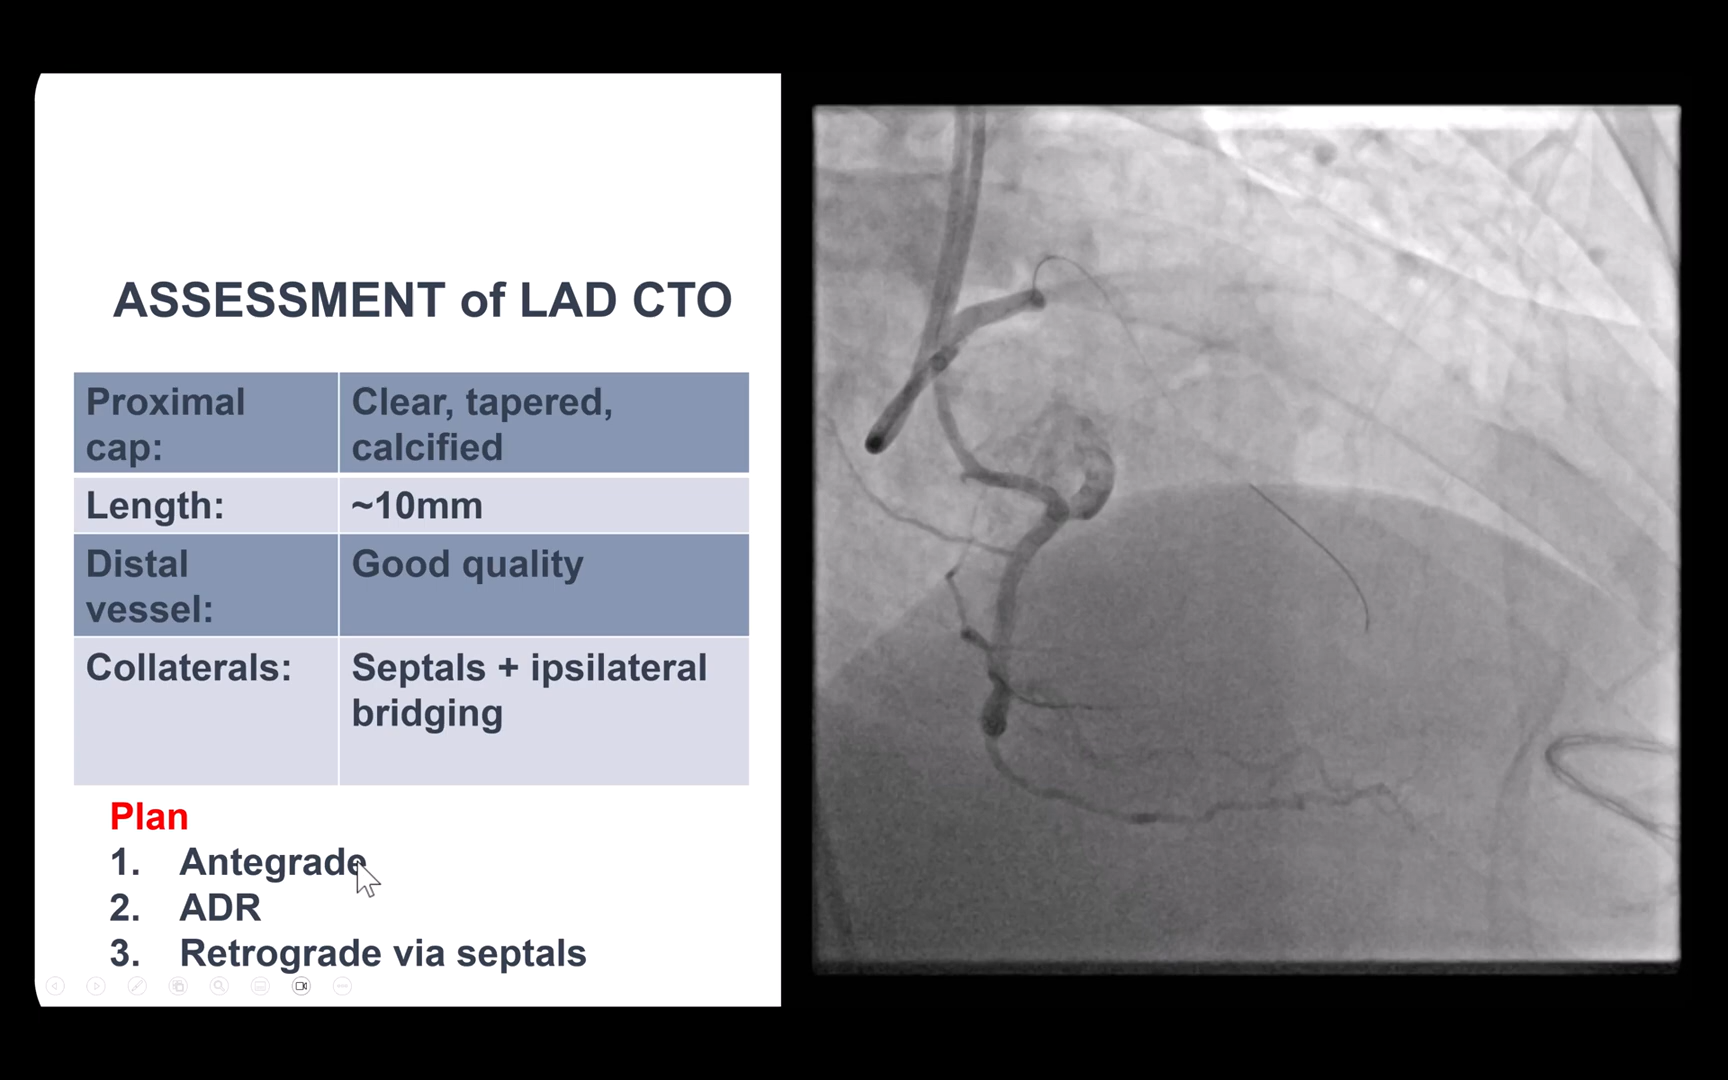 ASSESSMENT of LAD CTO
Proximal cap:
Clear, tapered, calcified
Length:
~10mm
Distal vessel:
Good quality
Collaterals:
Septals + ipsilateral bridging
Plan
1. Antegrade
2. ADR
3. Retrograde via septals